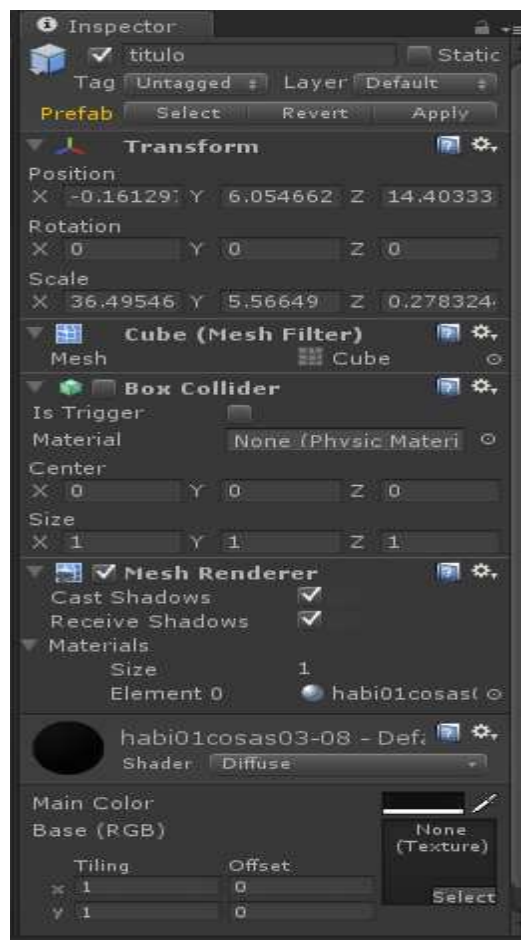 Inspector
titulo Static
Tag Untagged Layer Default
Prefab Select Revert Apply
Transform
Position
X -0.16129 Y 6.054662 Z 14.40333
Rotation
X 0 Y 0 Z 0
Scale
X 36.49546 Y 5.56649 Z 0.278324
Cube (Mesh Filter)
Mesh Cube
Box Collider
Is Trigger
Material None (Physic Materi
Center
X 0 Y 0 Z 0
Size
X 1 Y 1 Z 1
Mesh Renderer
Cast Shadows
Receive Shadows
Materials
Size 1
Element 0 habi01cosas(
habi01cosas03-08 - Defa
Shader Diffuse
Main Color
Base (RGB) None
(Texture)
Tiling Offset
x 1 0
Select
y 1 0